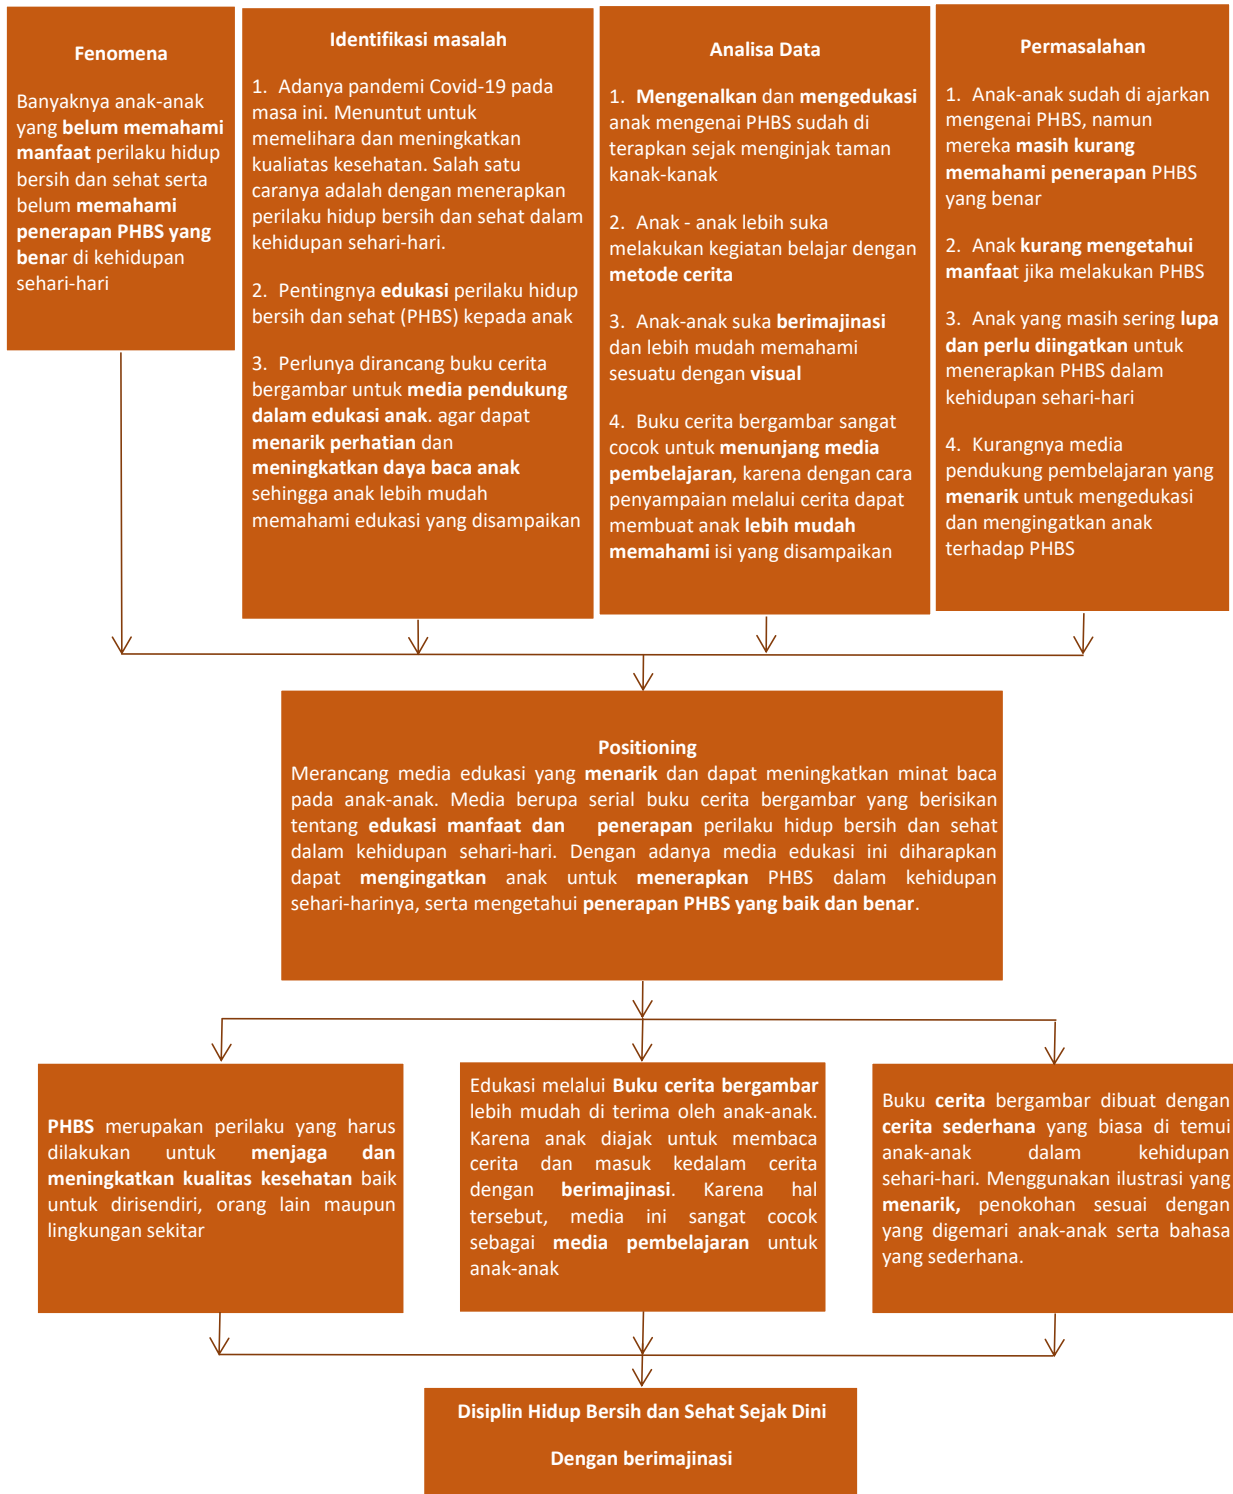 Fenomena
Banyaknya anak-anak
yang belum memahami
manfaat perilaku hidup
bersih dan sehat serta
belum memahami
penerapan PHBS yang
benar di kehidupan
sehari-hari
Identifikasi masalah
1. Adanya pandemi Covid-19 pada
masa ini. Menuntut untuk
memelihara dan meningkatkan
kualiatas kesehatan. Salah satu
caranya adalah dengan menerapkan
perilaku hidup bersih dan sehat dalam
kehidupan sehari-hari.
2. Pentingnya edukasi perilaku hidup
bersih dan sehat (PHBS) kepada anak
3. Perlunya dirancang buku cerita
bergambar untuk media pendukung
dalam edukasi anak. agar dapat
menarik perhatian dan
meningkatkan daya baca anak
sehingga anak lebih mudah
memahami edukasi yang disampaikan
Analisa Data
1. Mengenalkan dan mengedukasi
anak mengenai PHBS sudah di
terapkan sejak menginjak taman
kanak-kanak
2. Anak - anak lebih suka
melakukan kegiatan belajar dengan
metode cerita
3. Anak-anak suka berimajinasi
dan lebih mudah memahami
sesuatu dengan visual
4. Buku cerita bergambar sangat
cocok untuk menunjang media
pembelajaran, karena dengan cara
penyampaian melalui cerita dapat
membuat anak lebih mudah
memahami isi yang disampaikan
Permasalahan
1. Anak-anak sudah di ajarkan
mengenai PHBS, namun
mereka masih kurang
memahami penerapan PHBS
yang benar
2. Anak kurang mengetahui
manfaat jika melakukan PHBS
3. Anak yang masih sering lupa
dan perlu diingatkan untuk
menerapkan PHBS dalam
kehidupan sehari-hari
4. Kurangnya media
pendukung pembelajaran yang
menarik untuk mengedukasi
dan mengingatkan anak
terhadap PHBS
Positioning
Merancang media edukasi yang menarik dan dapat meningkatkan minat baca
pada anak-anak. Media berupa serial buku cerita bergambar yang berisikan
tentang edukasi manfaat dan penerapan perilaku hidup bersih dan sehat
dalam kehidupan sehari-hari. Dengan adanya media edukasi ini diharapkan
dapat mengingatkan anak untuk menerapkan PHBS dalam kehidupan
sehari-harinya, serta mengetahui penerapan PHBS yang baik dan benar.
PHBS merupakan perilaku yang harus
dilakukan untuk menjaga dan
meningkatkan kualitas kesehatan baik
untuk dirisendiri, orang lain maupun
lingkungan sekitar
Edukasi melalui Buku cerita bergambar
lebih mudah di terima oleh anak-anak.
Karena anak diajak untuk membaca
cerita dan masuk kedalam cerita
dengan berimajinasi. Karena hal
tersebut, media ini sangat cocok
sebagai media pembelajaran untuk
anak-anak
Buku cerita bergambar dibuat dengan
cerita sederhana yang biasa di temui
anak-anak dalam kehidupan
sehari-hari. Menggunakan ilustrasi yang
menarik, penokohan sesuai dengan
yang digemari anak-anak serta bahasa
yang sederhana.
Disiplin Hidup Bersih dan Sehat Sejak Dini
Dengan berimajinasi